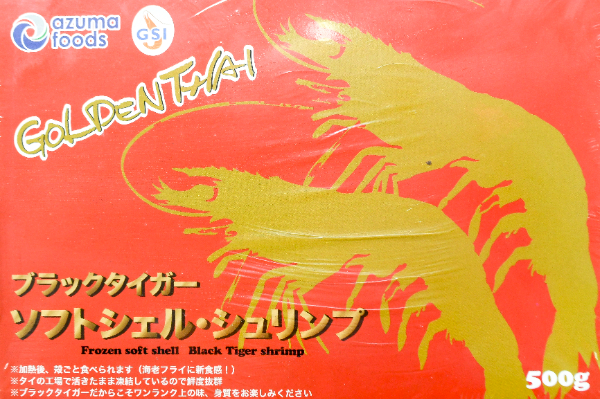 azuma
foods
GSI
GOLDEN THAI
ブラックタイガー
ソフトシェル・シュリンプ
Frozen soft shell Black Tiger shrimp
※加熱後、殻ごと食べられます（海老フライに新食感！）
※タイの工場で活きたまま凍結しているので鮮度抜群
※ブラックタイガーだからこそワンランク上の味、身質をお楽しみください
500g